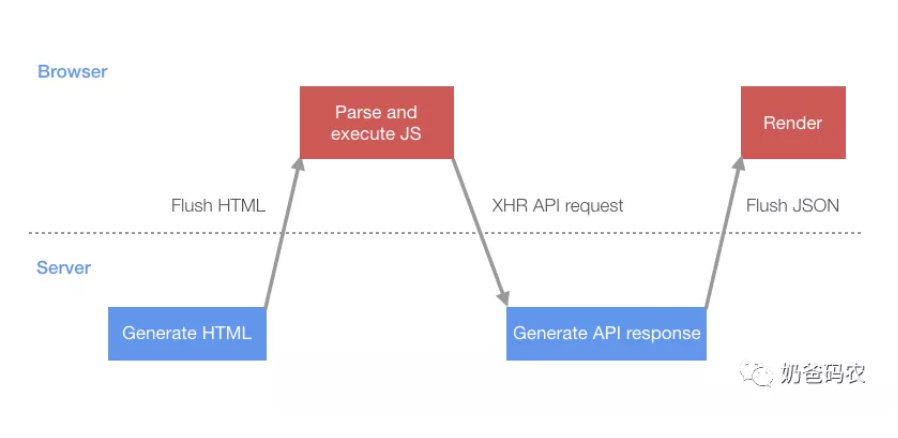 Browser
Parse and
execute JS
Render
Flush HTML
XHR API request
Flush JSON
Server
Generate HTML
Generate API response
奶爸码农